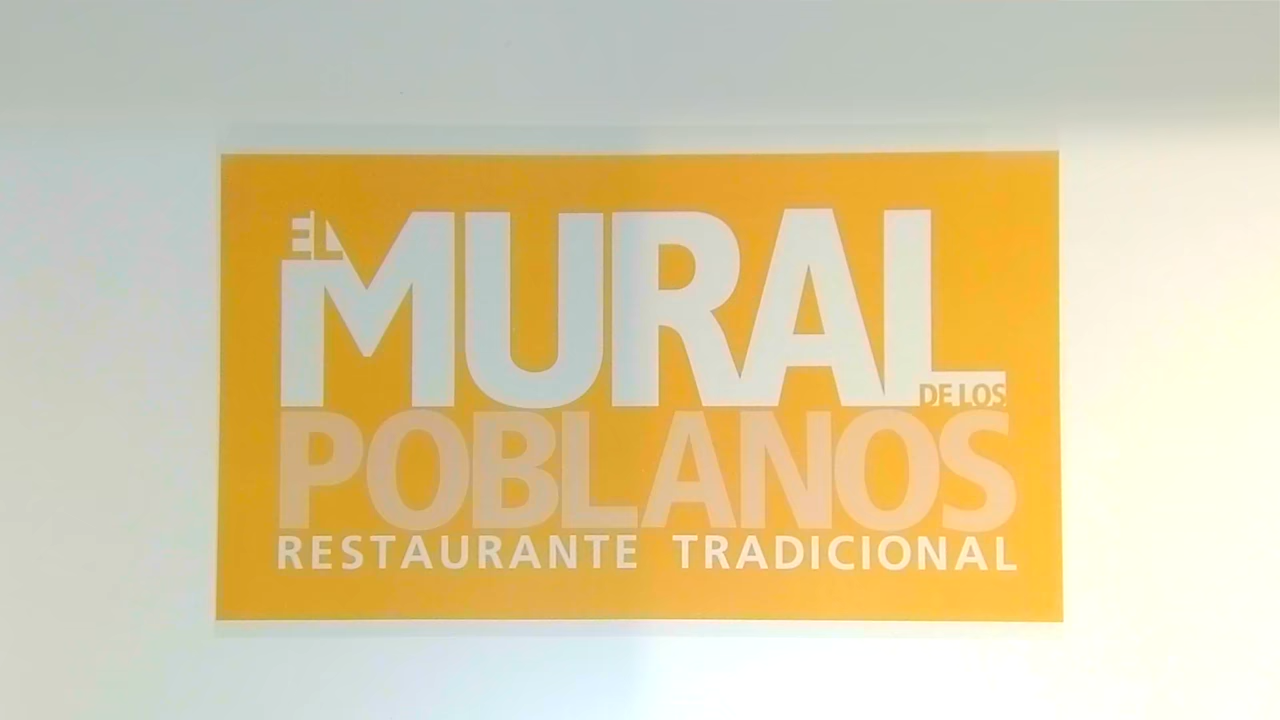 EL
MURAL
DE LOS
POBLANOS
RESTAURANTE TRADICIONAL